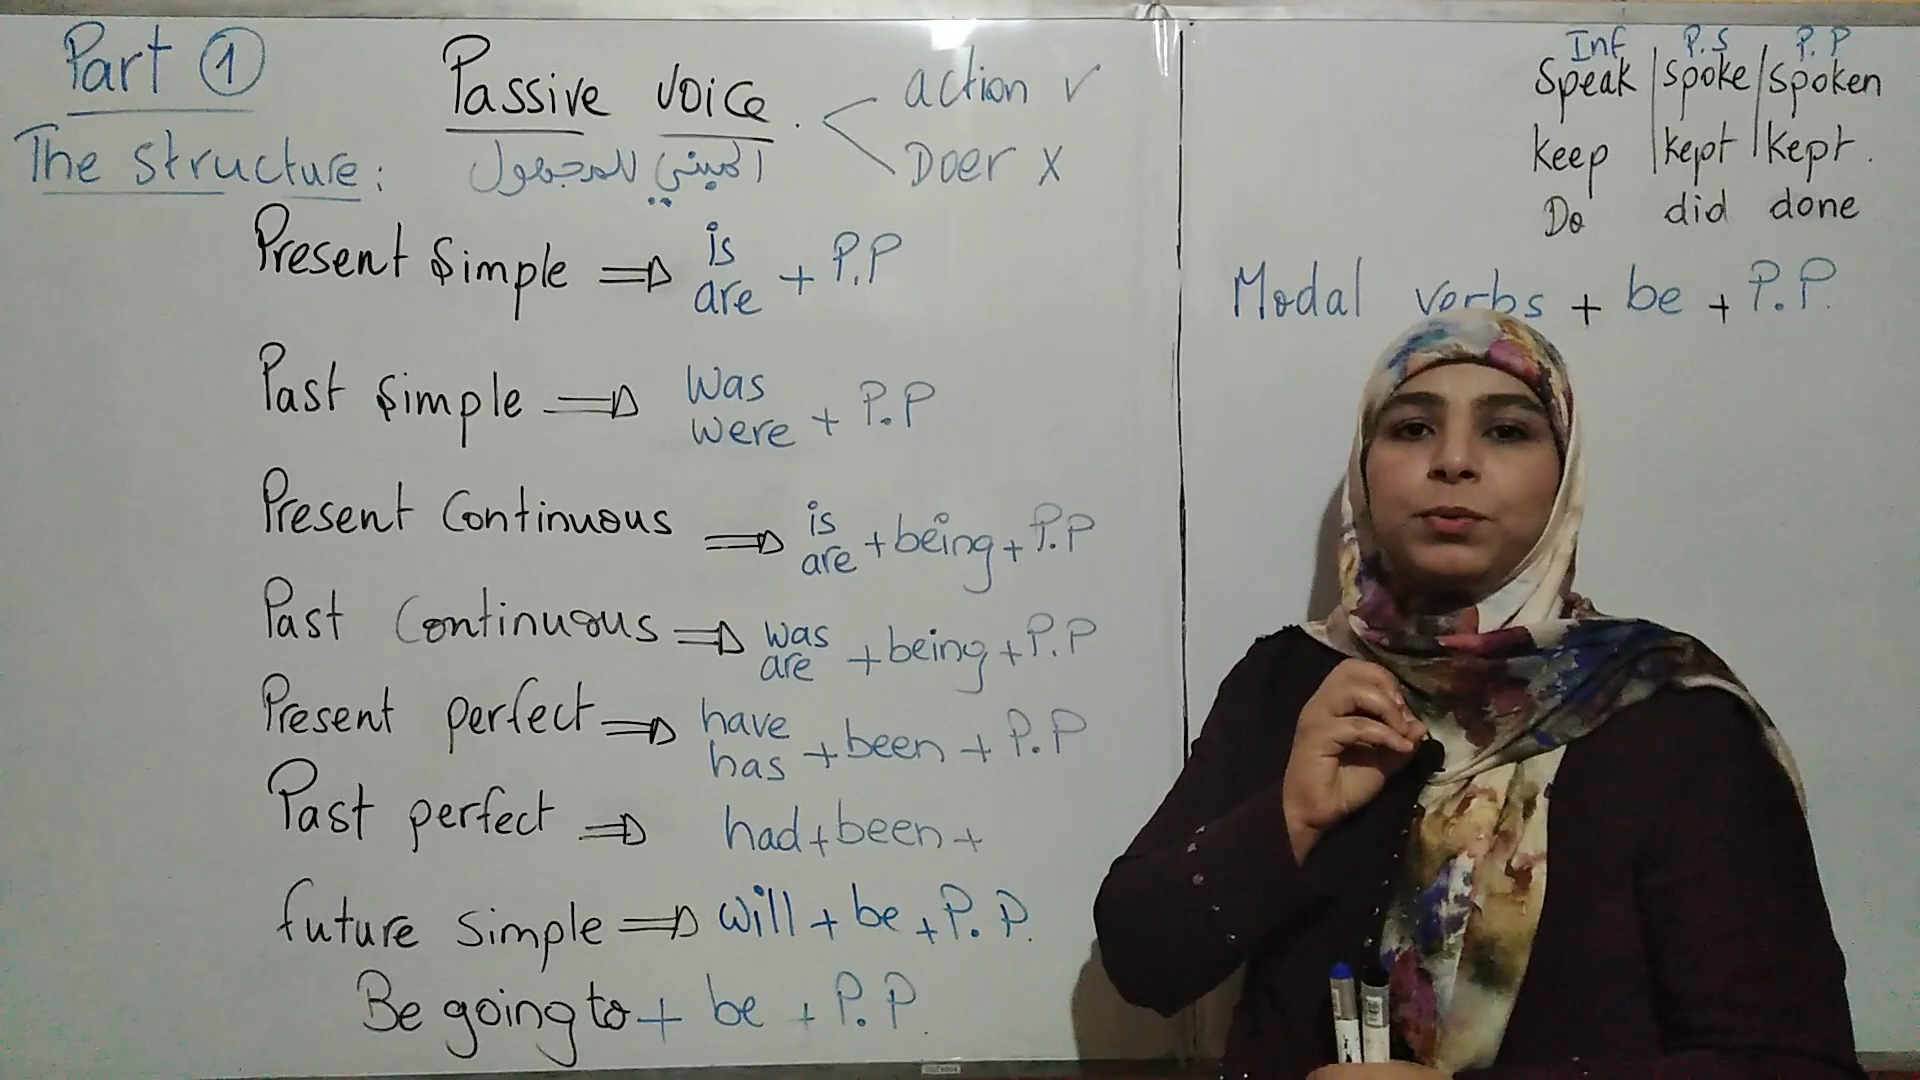 Part ①
The structure:
Passive voice.
المبني للمجهول
action ✓
Doer X
Present Simple ⇒ is are + P.P
Past Simple ⇒ was were + P.P
Present Continuous ⇒ is are + being + P.P
Past Continuous ⇒ was are + being + P.P
Present perfect ⇒ have has + been + P.P
Past perfect ⇒ had + been +
future simple ⇒ will + be + P.P.
Be going to + be + P.P.
Inf P.S P.P
Speak | spoke | spoken
keep | kept | kept.
Do did done
Modal verbs + be + P.P.